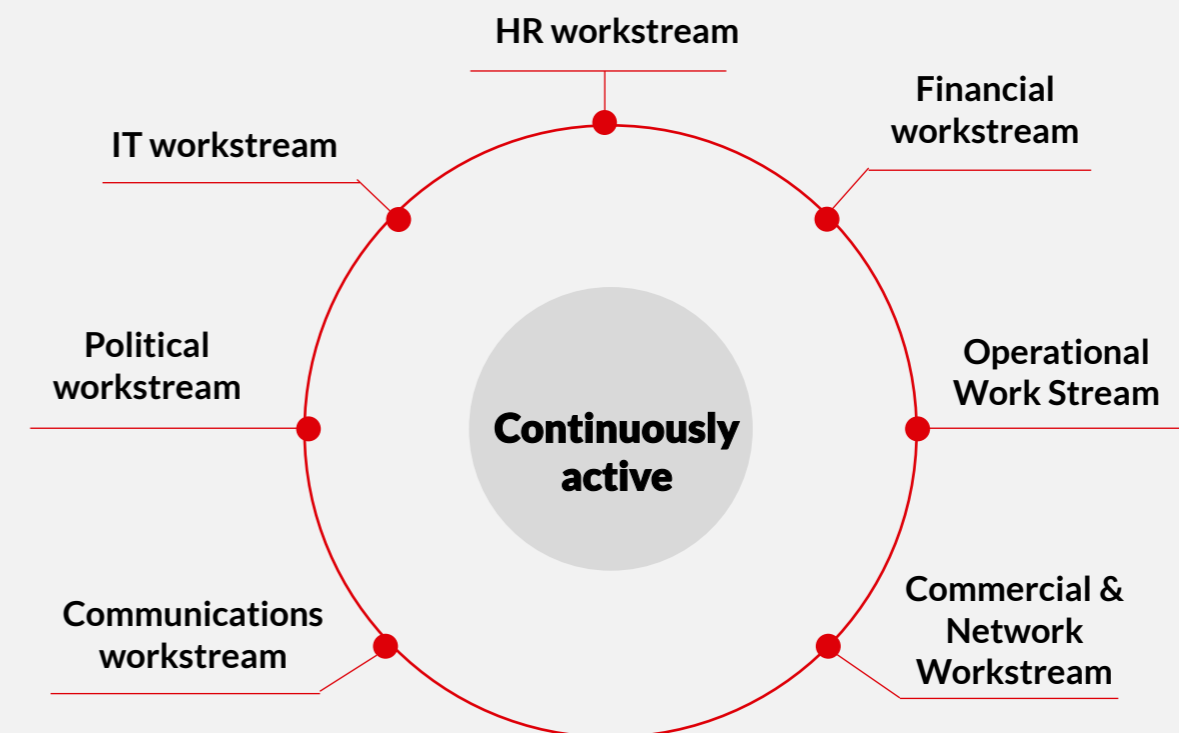 HR workstream
Financial
workstream
IT workstream
Political
workstream
Operational
Work Stream
Continuously
active
Communications
workstream
Commercial &
Network
Workstream